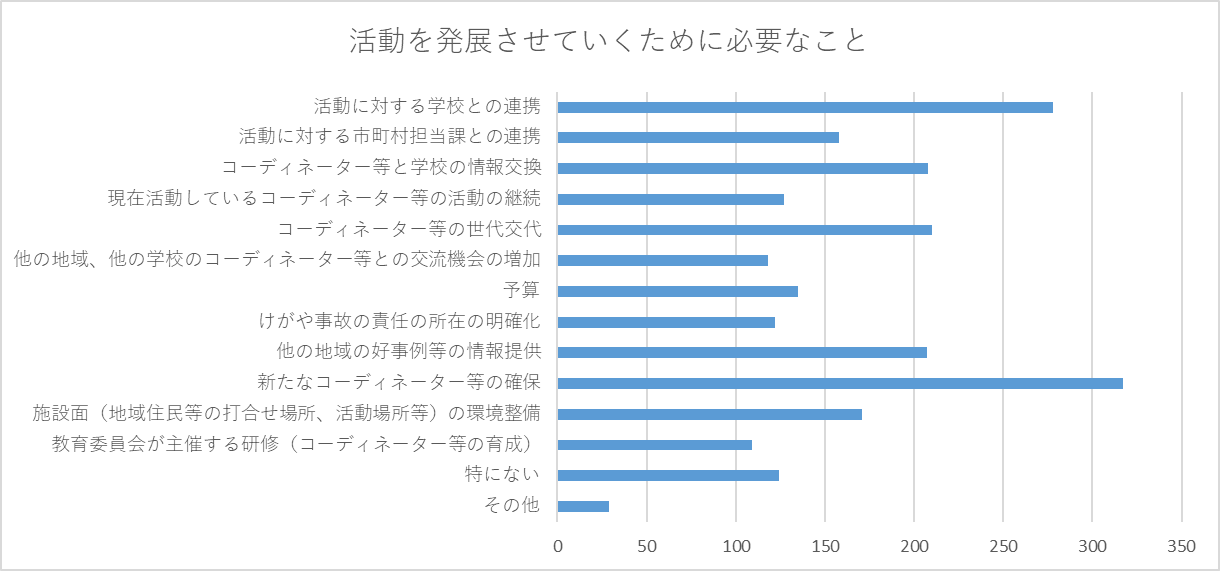 活動を発展させていくために必要なこと
活動に対する学校との連携
活動に対する市町村担当課との連携
コーディネーター等と学校の情報交換
現在活動しているコーディネーター等の活動の継続
コーディネーター等の世代交代
他の地域、他の学校のコーディネーター等との交流機会の増加
予算
けがや事故の責任の所在の明確化
他の地域の好事例等の情報提供
新たなコーディネーター等の確保
施設面（地域住民等の打合せ場所、活動場所等）の環境整備
教育委員会が主催する研修（コーディネーター等の育成）
特にない
その他
0 50 100 150 200 250 300 350